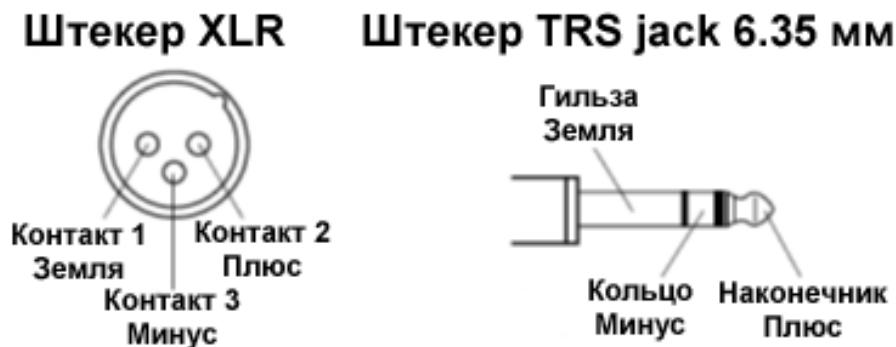 Штекер XLR
Штекер TRS jack 6.35 мм
Контакт 1
Земля
Контакт 2
Плюс
Контакт 3
Минус
Гильза
Земля
Кольцо
Минус
Наконечник
Плюс